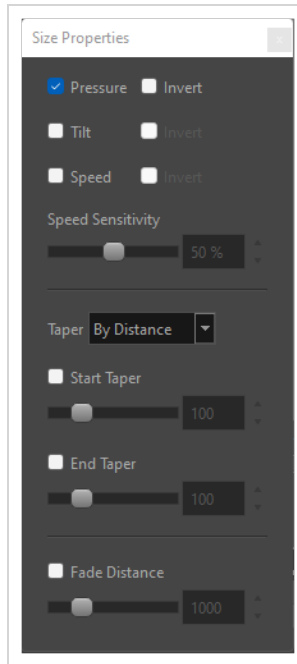 Size Properties
Pressure Invert
Tilt Invert
Speed Invert
Speed Sensitivity
50 %
Taper By Distance
Start Taper
100
End Taper
100
Fade Distance
1000